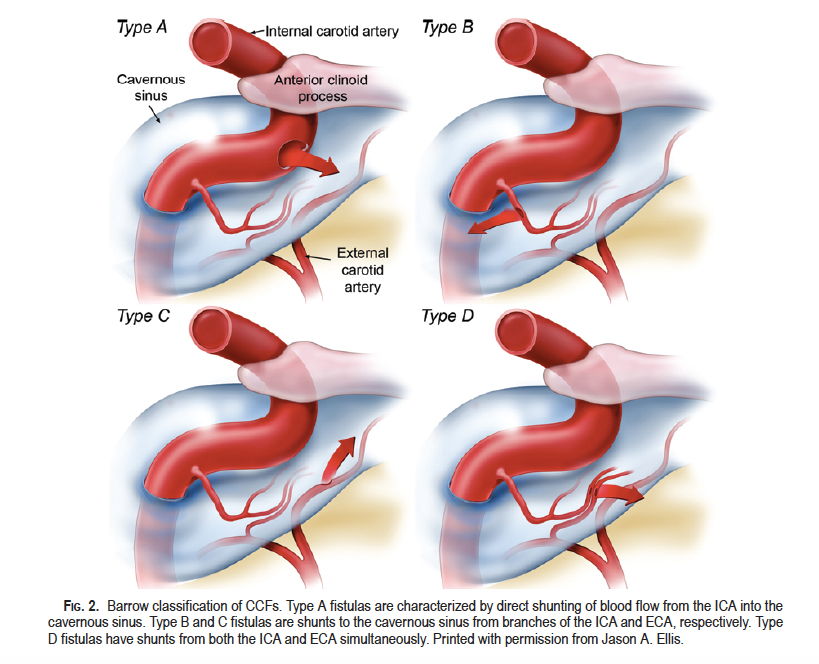 Type A
Internal carotid artery
Type B
Cavernous
sinus
Anterior clinoid
process
External
carotid
artery
Type C
Type D
FIG. 2. Barrow classification of CCFs. Type A fistulas are characterized by direct shunting of blood flow from the ICA into the
cavernous sinus. Type B and C fistulas are shunts to the cavernous sinus from branches of the ICA and ECA, respectively. Type
D fistulas have shunts from both the ICA and ECA simultaneously. Printed with permission from Jason A. Ellis.